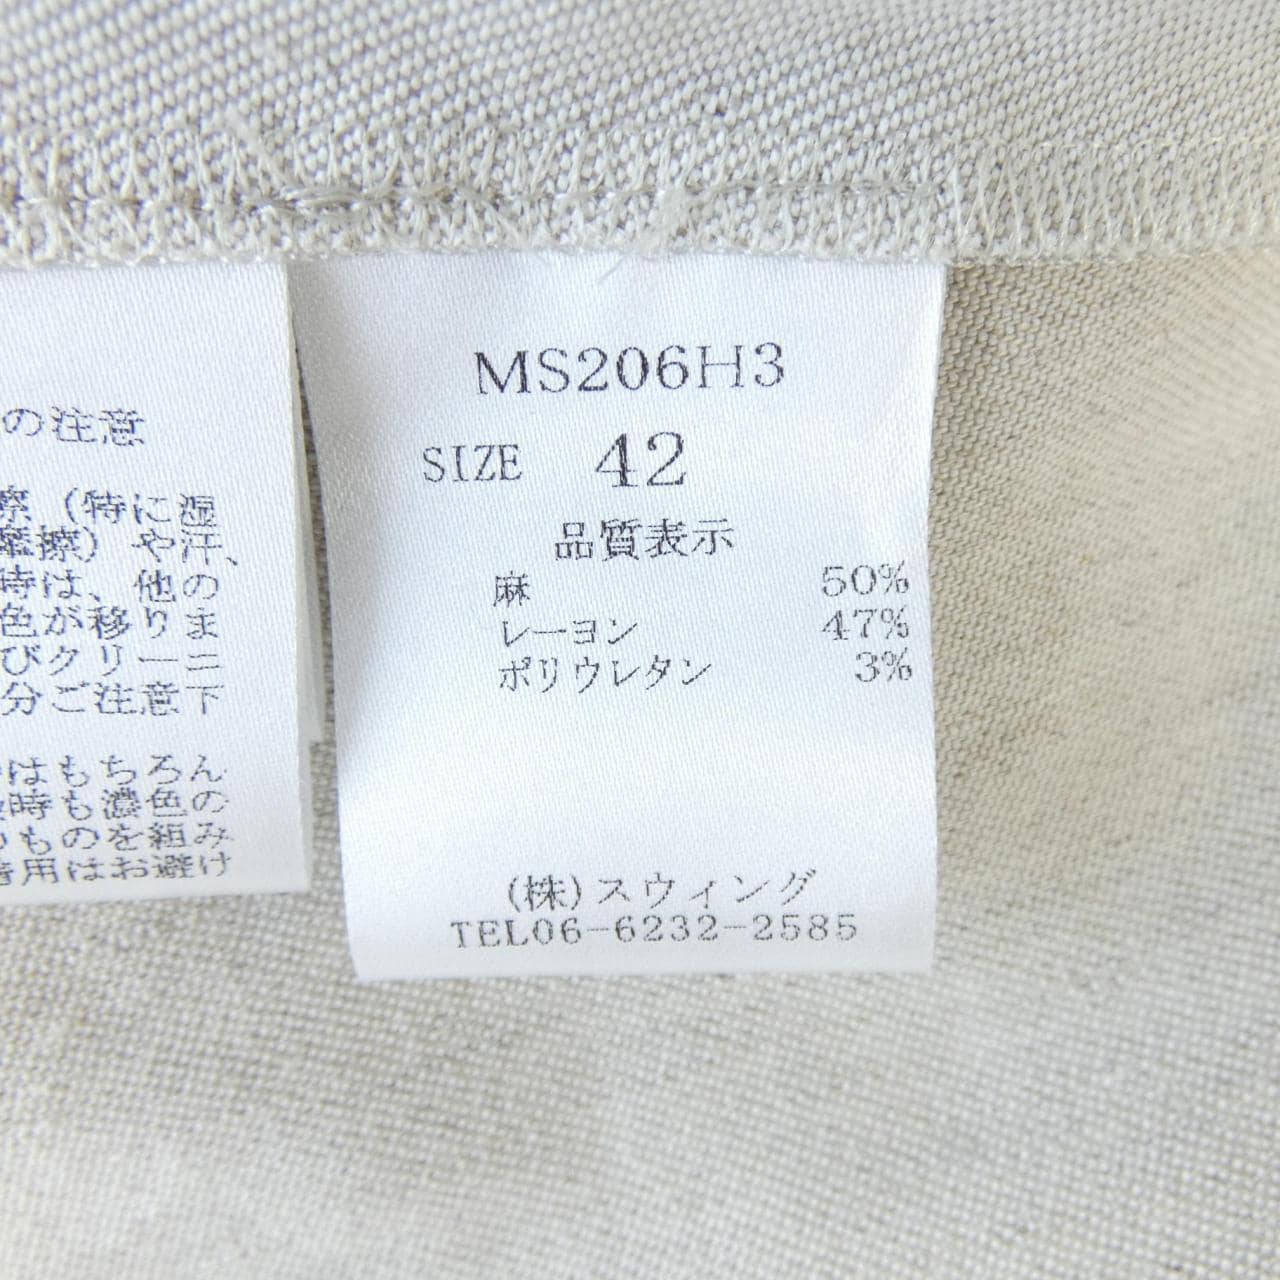 の注意
擦（特に湿
摩擦）や汗、
時は、他の
色が移りま
びクリーニ
分ご注意下
はもちろん
時も濃色の
ものを組み
着用はお避け
MS206H3
SIZE 42
品質表示
麻 50%
レーヨン 47%
ポリウレタン 3%
(株)スウィング
TEL06-6232-2585